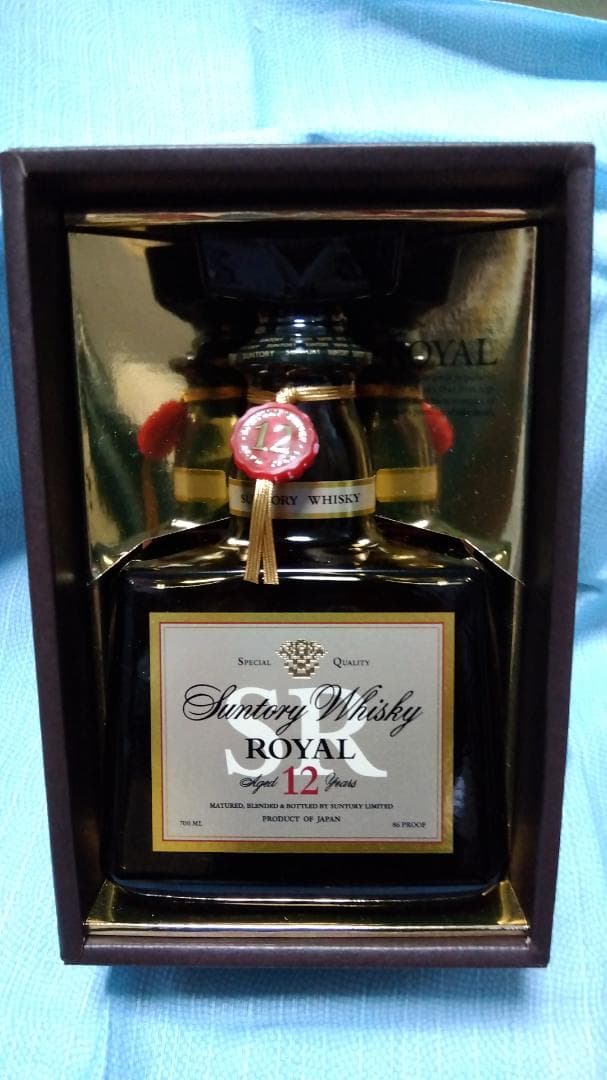 ROYAL
SUNTORY
12
SUNTORY WHISKY
SPECIAL QUALITY
SR
Suntory Whisky
ROYAL
Aged 12 Years
MATURED, BLENDED & BOTTLED BY SUNTORY LIMITED
PRODUCT OF JAPAN
700 ML 86 PROOF